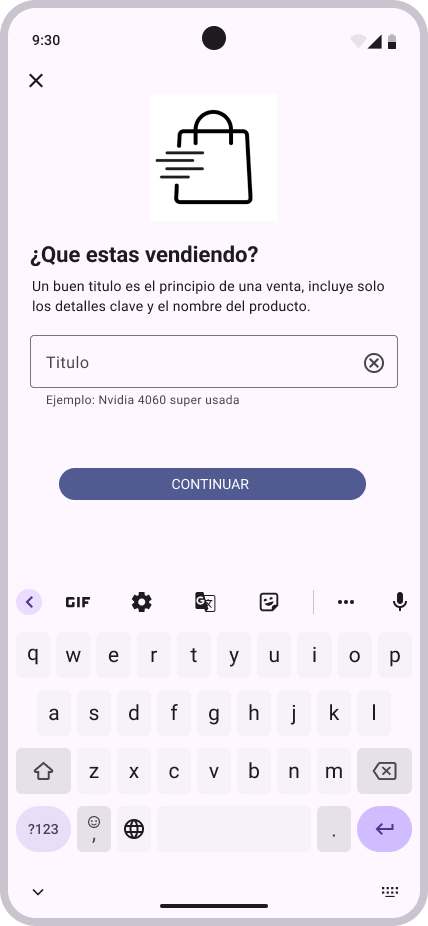 9:30
¿Que estas vendiendo?
Un buen titulo es el principio de una venta, incluye solo
los detalles clave y el nombre del producto.
Titulo
Ejemplo: Nvidia 4060 super usada
CONTINUAR
GIF
q w e r t y u i o p
a s d f g h j k l
z x c v b n m
?123 , .